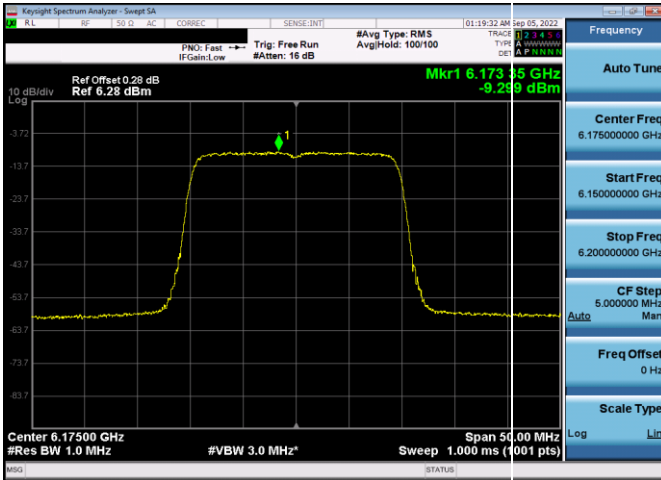 Keysight Spectrum Analyzer - Swept SA
RL RF 50 Ω AC CORREC SENSE:INT 01:19:32 AM Sep 05, 2022
PNO: Fast Trig: Free Run #Avg Type: RMS TRACE 1 2 3 4 5 6
IFGain:Low #Atten: 16 dB Avg|Hold: 100/100 TYPE A WWWWW
DET A P N N N N
Mkr1 6.173 35 GHz
-9.299 dBm
Ref Offset 0.28 dB
10 dB/div Ref 6.28 dBm
Log
1
-3.72
-13.7
-23.7
-33.7
-43.7
-53.7
-63.7
-73.7
-83.7
Center 6.17500 GHz Span 50.00 MHz
#Res BW 1.0 MHz #VBW 3.0 MHz* Sweep 1.000 ms (1001 pts)
MSG STATUS
Frequency
Auto Tune
Center Freq
6.175000000 GHz
Start Freq
6.150000000 GHz
Stop Freq
6.200000000 GHz
CF Step
5.000000 MHz
Auto Man
Freq Offset
0 Hz
Scale Type
Log Lin